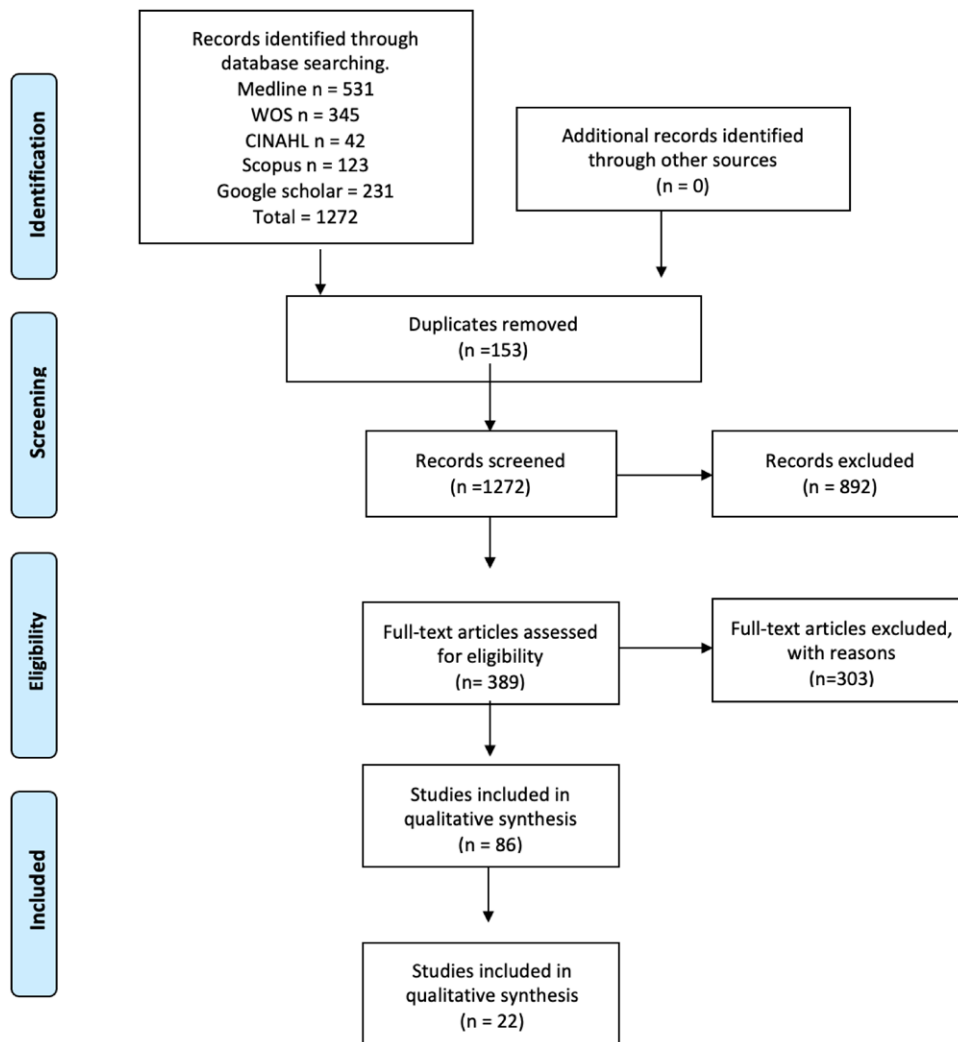 Identification
Records identified through
database searching.
Medline n = 531
WOS n = 345
CINAHL n = 42
Scopus n = 123
Google scholar = 231
Total = 1272
Additional records identified
through other sources
(n = 0)
Screening
Duplicates removed
(n =153)
Records screened
(n =1272)
Records excluded
(n = 892)
Eligibility
Full-text articles assessed
for eligibility
(n= 389)
Full-text articles excluded,
with reasons
(n=303)
Included
Studies included in
qualitative synthesis
(n = 86)
Studies included in
qualitative synthesis
(n = 22)